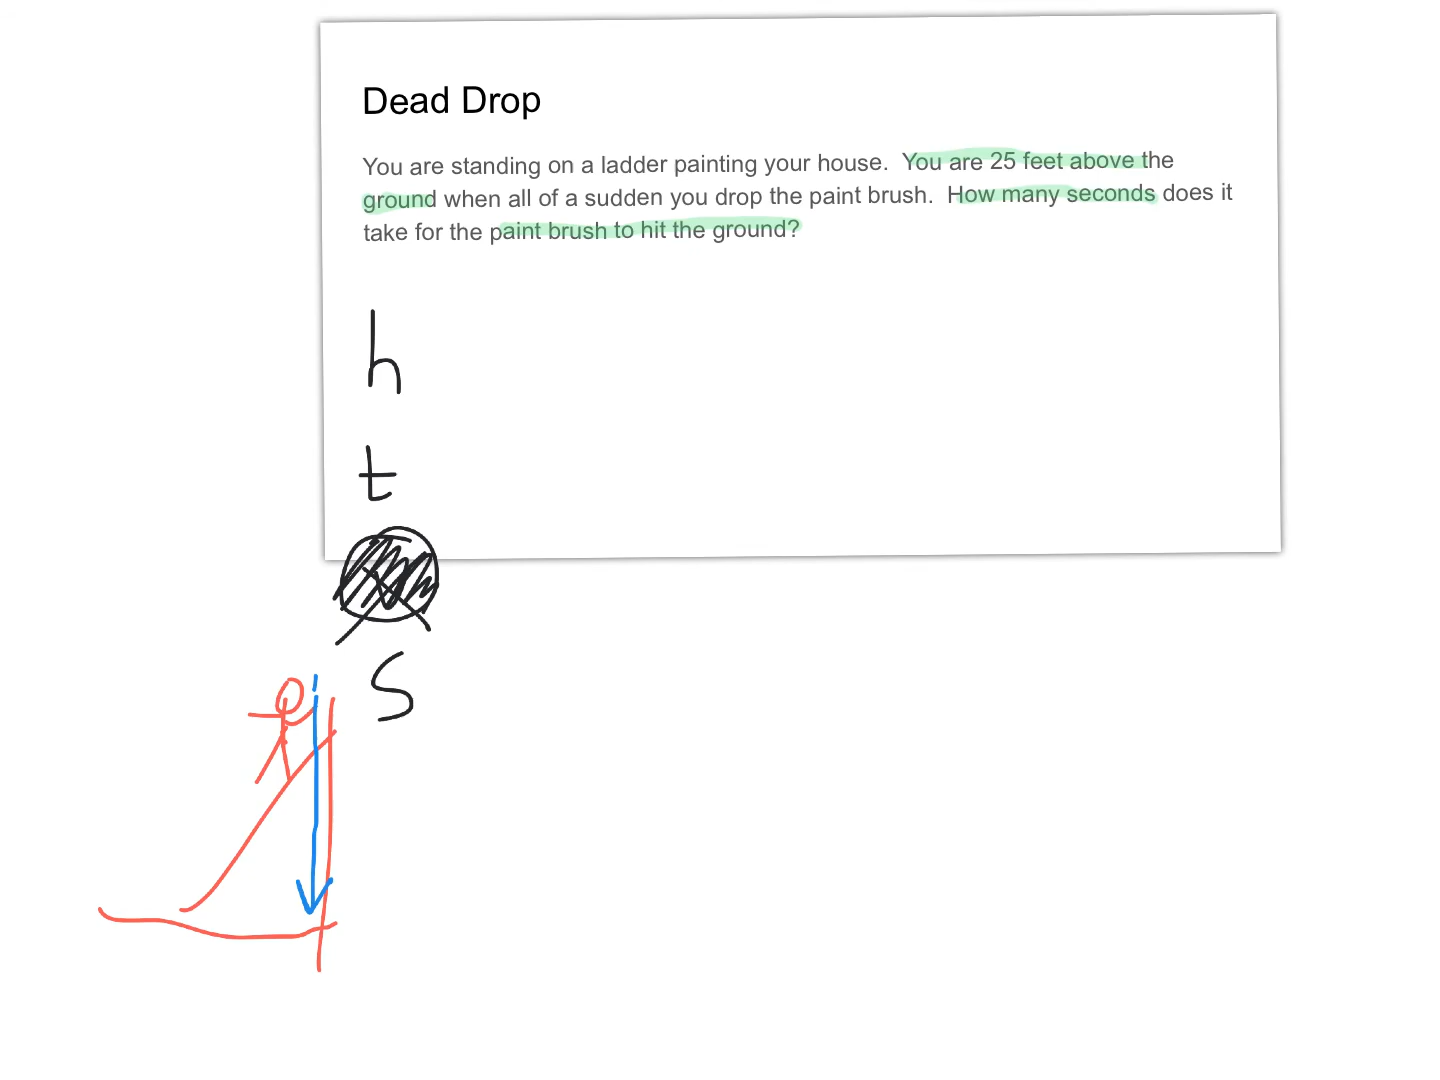 Dead Drop
You are standing on a ladder painting your house. You are 25 feet above the
ground when all of a sudden you drop the paint brush. How many seconds does it
take for the paint brush to hit the ground?
h
t
s